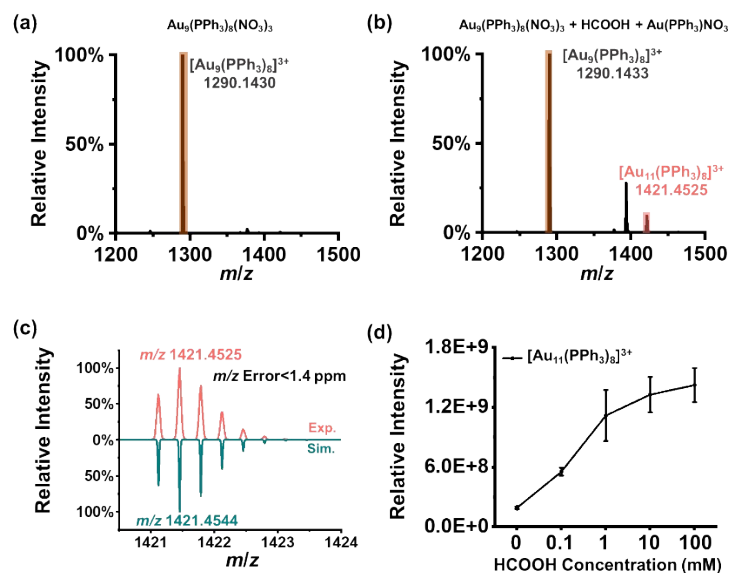 (a)
Au₉(PPh₃)₈(NO₃)₃
100%
50%
0%
Relative Intensity
[Au₉(PPh₃)₈]³⁺
1290.1430
1200
1300
1400
1500
m/z
(b)
Au₉(PPh₃)₈(NO₃)₃ + HCOOH + Au(PPh₃)NO₃
100%
50%
0%
Relative Intensity
[Au₉(PPh₃)₈]³⁺
1290.1433
[Au₁₁(PPh₃)₈]³⁺
1421.4525
1200
1300
1400
1500
m/z
(c)
m/z 1421.4525
m/z Error<1.4 ppm
100%
50%
0%
50%
100%
Relative Intensity
Exp.
Sim.
m/z 1421.4544
1421
1422
1423
1424
m/z
(d)
[Au₁₁(PPh₃)₈]³⁺
1.8E+9
1.2E+9
6.0E+8
0.0E+0
Relative Intensity
0
0.1
1
10
100
HCOOH Concentration (mM)